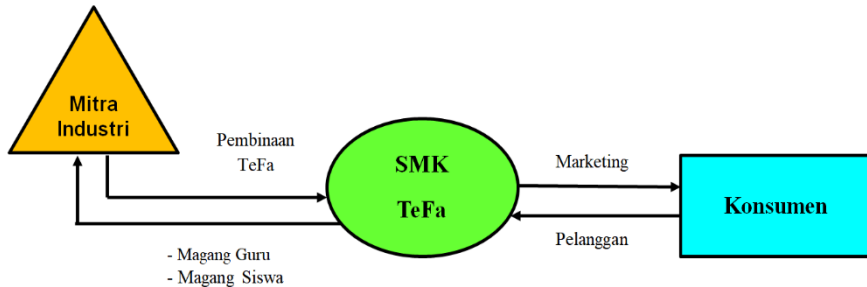 Mitra
Industri
Pembinaan
TeFa
SMK
TeFa
Marketing
Konsumen
Pelanggan
- Magang Guru
- Magang Siswa